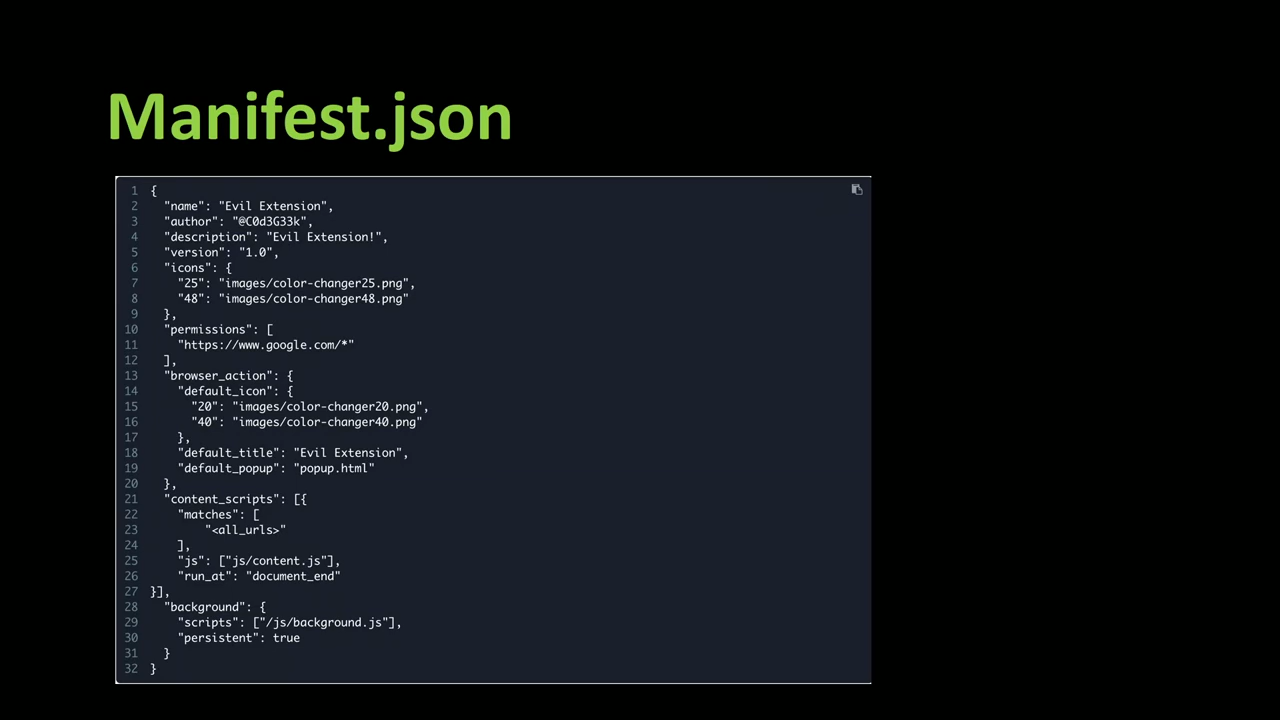 Manifest.json
1 {
2 "name": "Evil Extension",
3 "author": "@C0d3G33k",
4 "description": "Evil Extension!",
5 "version": "1.0",
6 "icons": {
7 "25": "images/color-changer25.png",
8 "48": "images/color-changer48.png"
9 },
10 "permissions": [
11 "https://www.google.com/*"
12 ],
13 "browser_action": {
14 "default_icon": {
15 "20": "images/color-changer20.png",
16 "40": "images/color-changer40.png"
17 },
18 "default_title": "Evil Extension",
19 "default_popup": "popup.html"
20 },
21 "content_scripts": [{
22 "matches": [
23 "<all_urls>"
24 ],
25 "js": ["js/content.js"],
26 "run_at": "document_end"
27 }],
28 "background": {
29 "scripts": ["/js/background.js"],
30 "persistent": true
31 }
32 }